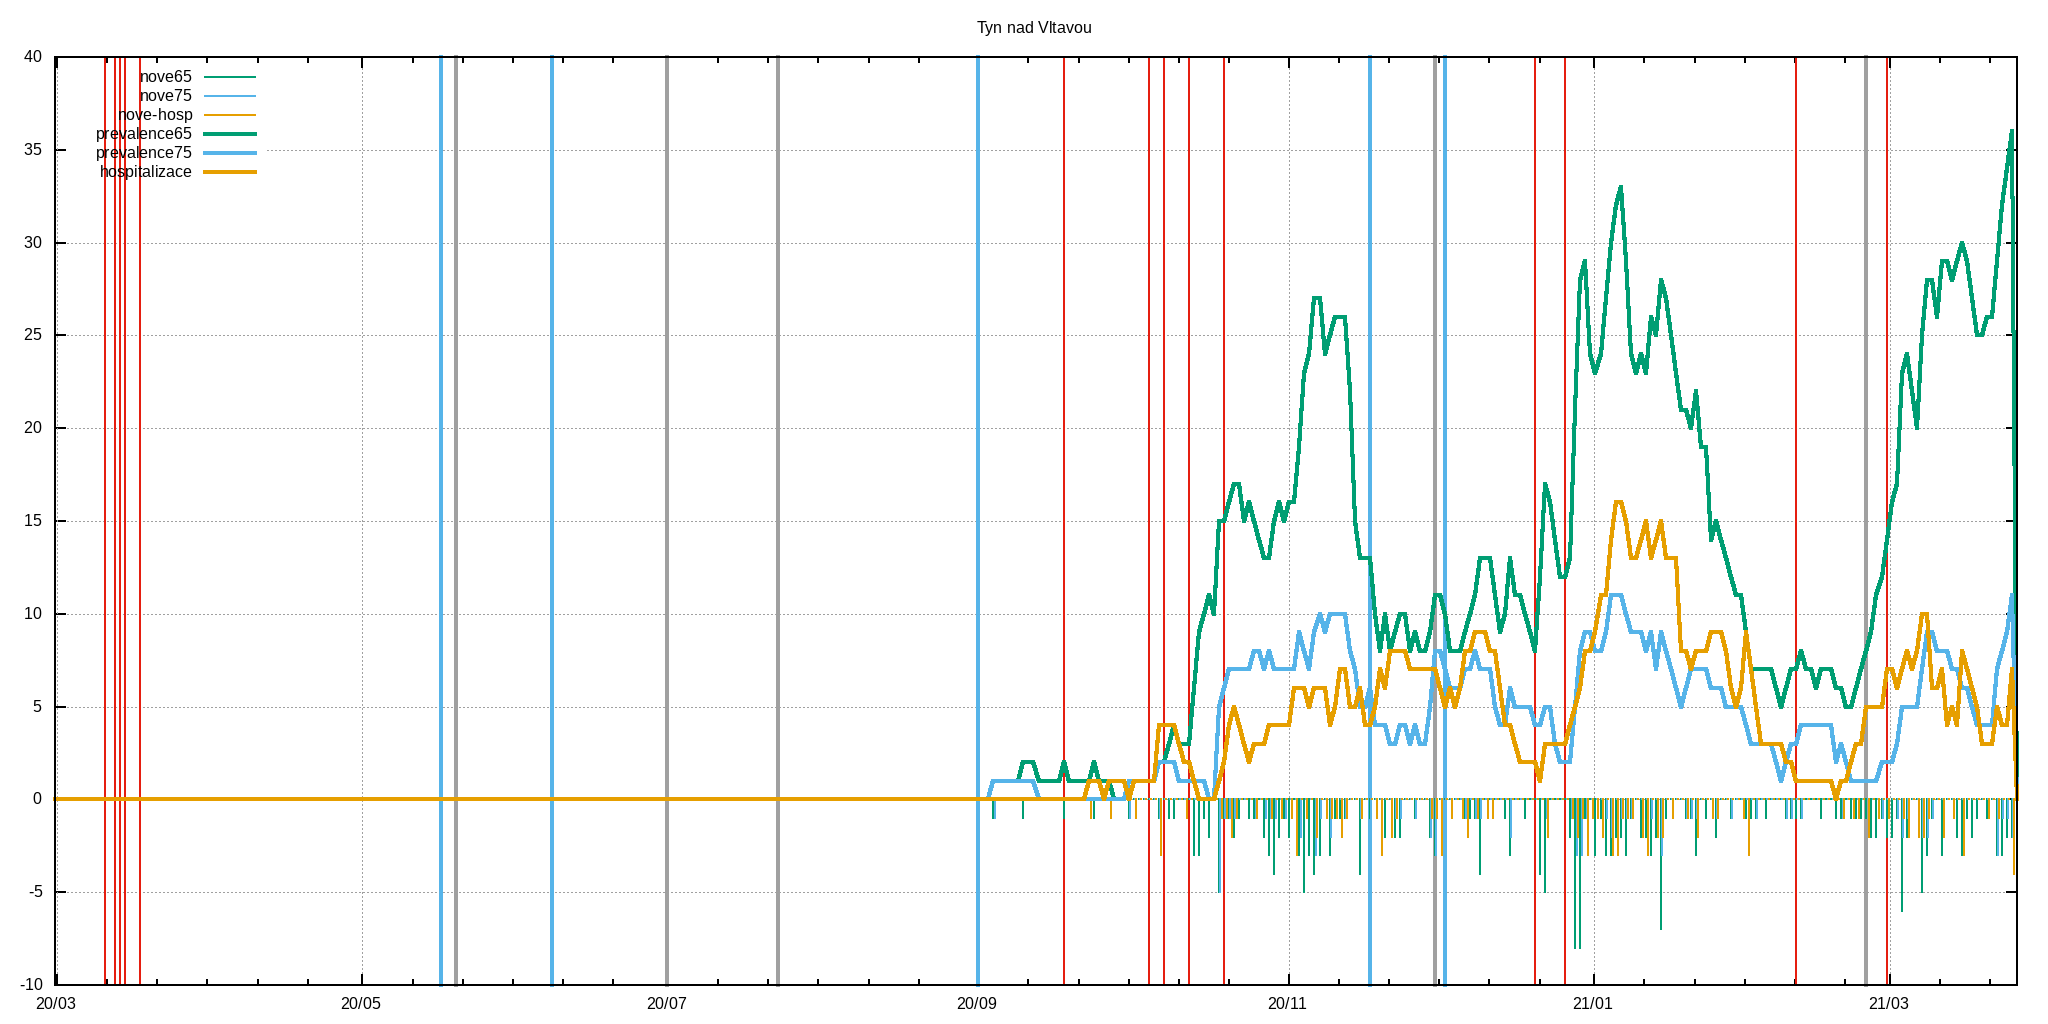 Tyn nad Vltavou
40
35
30
25
20
15
10
5
0
-5
-10
nove65
nove75
nove-hosp
prevalence65
prevalence75
hospitalizace
20/03 20/05 20/07 20/09 20/11 21/01 21/03